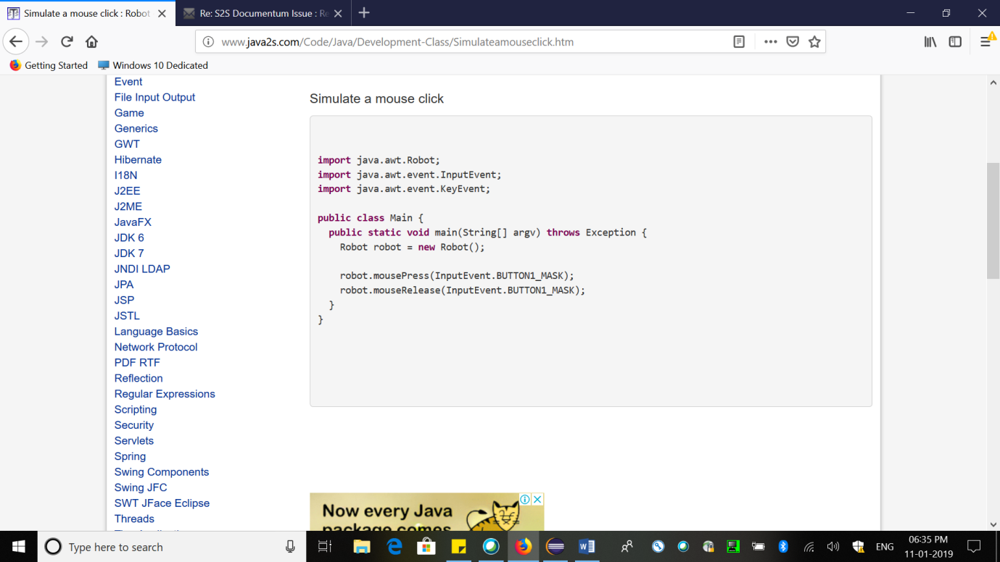 Simulate a mouse click : Robot
Re: S2S Documentum Issue : Re
www.java2s.com/Code/Java/Development-Class/Simulateamouseclick.htm
Getting Started
Windows 10 Dedicated
Event
File Input Output
Game
Generics
GWT
Hibernate
I18N
J2EE
J2ME
JavaFX
JDK 6
JDK 7
JNDI LDAP
JPA
JSP
JSTL
Language Basics
Network Protocol
PDF RTF
Reflection
Regular Expressions
Scripting
Security
Servlets
Spring
Swing Components
Swing JFC
SWT JFace Eclipse
Threads
Simulate a mouse click
import java.awt.Robot;
import java.awt.event.InputEvent;
import java.awt.event.KeyEvent;
public class Main {
public static void main(String[] argv) throws Exception {
Robot robot = new Robot();
robot.mousePress(InputEvent.BUTTON1_MASK);
robot.mouseRelease(InputEvent.BUTTON1_MASK);
}
}
Now every Java
package comes
Type here to search
ENG
06:35 PM
11-01-2019